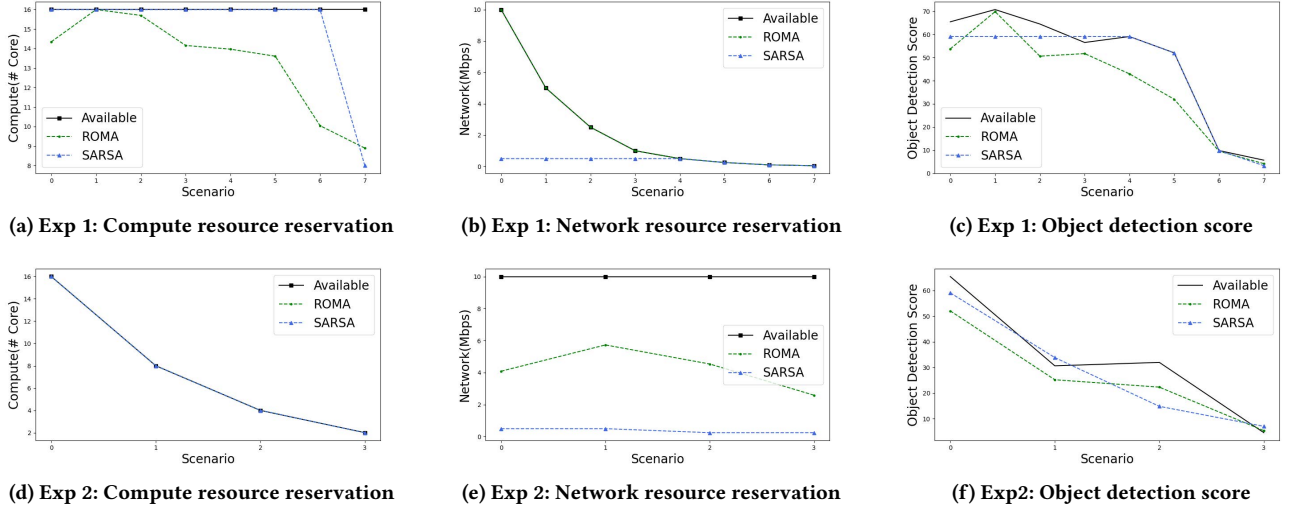 Compute(# Core)
16
15
14
13
12
11
10
9
8
Available
ROMA
SARSA
0 1 2 3 4 5 6 7
Scenario
(a) Exp 1: Compute resource reservation
Network(Mbps)
10
8
6
4
2
0
Available
ROMA
SARSA
0 1 2 3 4 5 6 7
Scenario
(b) Exp 1: Network resource reservation
Object Detection Score
70
60
50
40
30
20
10
0
Available
ROMA
SARSA
0 1 2 3 4 5 6 7
Scenario
(c) Exp 1: Object detection score
Compute(# Core)
16
14
12
10
8
6
4
2
Available
ROMA
SARSA
0 1 2 3
Scenario
(d) Exp 2: Compute resource reservation
Network(Mbps)
10
8
6
4
2
0
Available
ROMA
SARSA
0 1 2 3
Scenario
(e) Exp 2: Network resource reservation
Object Detection Score
60
50
40
30
20
10
Available
ROMA
SARSA
0 1 2 3
Scenario
(f) Exp2: Object detection score